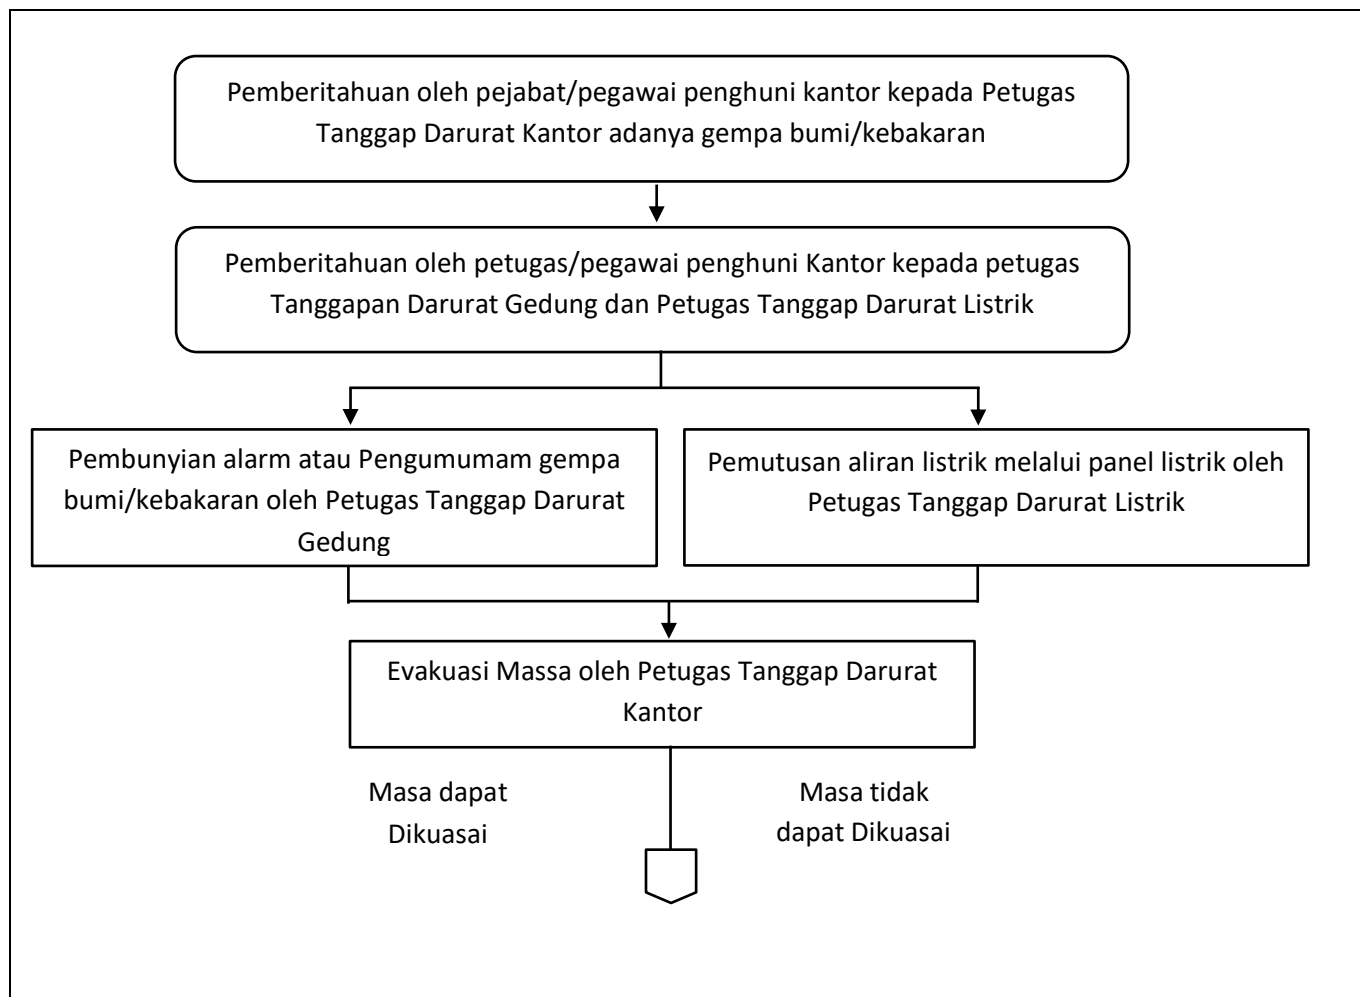 Pemberitahuan oleh pejabat/pegawai penghuni kantor kepada Petugas
Tanggap Darurat Kantor adanya gempa bumi/kebakaran
Pemberitahuan oleh petugas/pegawai penghuni Kantor kepada petugas
Tanggapan Darurat Gedung dan Petugas Tanggap Darurat Listrik
Pembunyian alarm atau Pengumumam gempa
bumi/kebakaran oleh Petugas Tanggap Darurat
Gedung
Pemutusan aliran listrik melalui panel listrik oleh
Petugas Tanggap Darurat Listrik
Evakuasi Massa oleh Petugas Tanggap Darurat
Kantor
Masa dapat
Dikuasai
Masa tidak
dapat Dikuasai